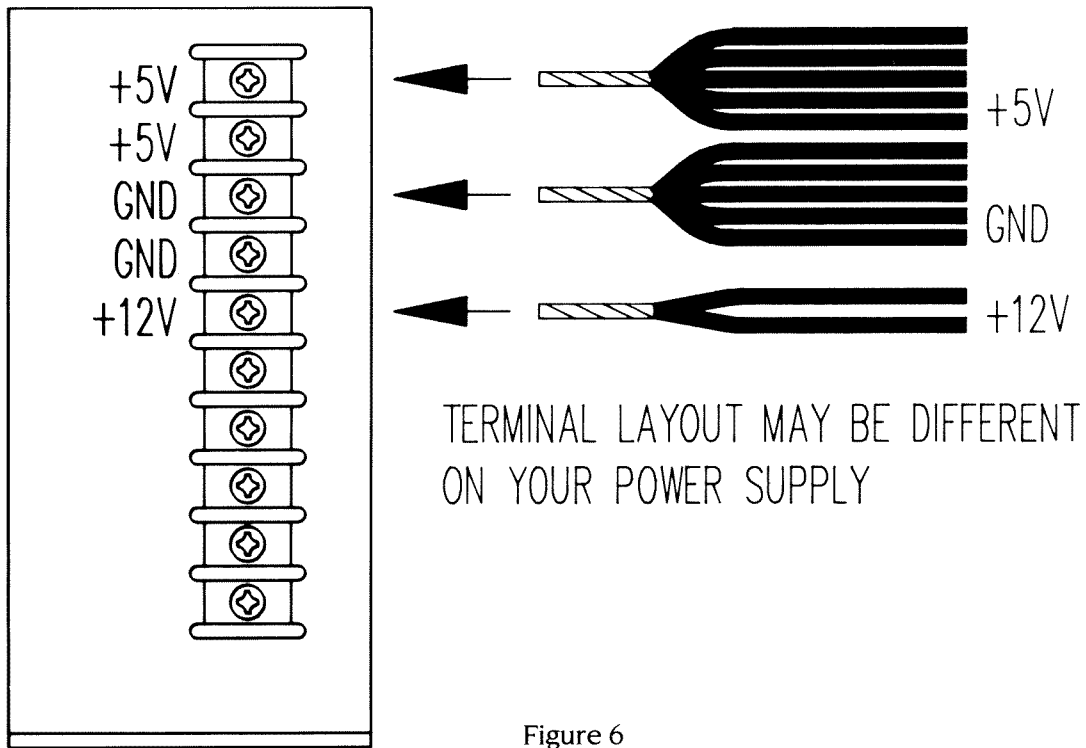 +5V
+5V
GND
GND
+12V
+5V
GND
+12V
TERMINAL LAYOUT MAY BE DIFFERENT
ON YOUR POWER SUPPLY
Figure 6